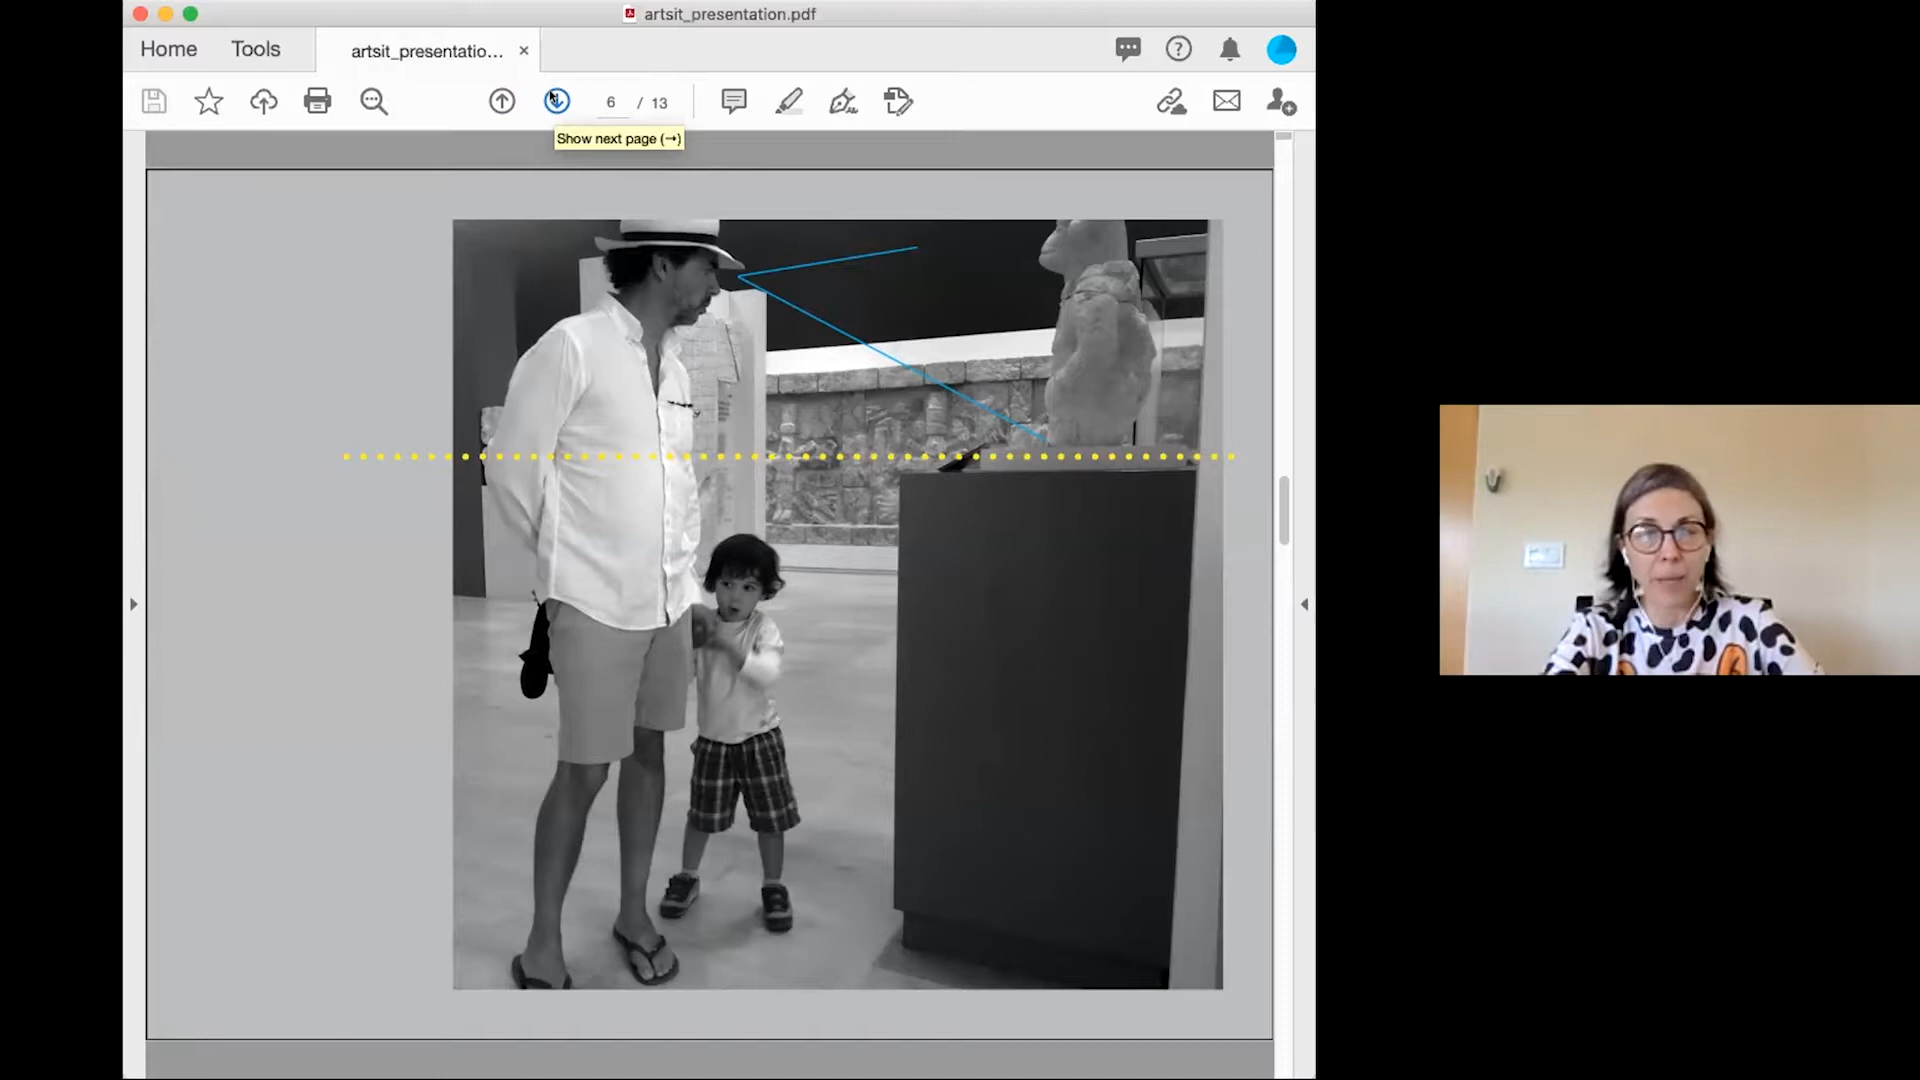 artsit_presentation.pdf
Home Tools artsit_presentatio... ×
6 / 13
Show next page (→)